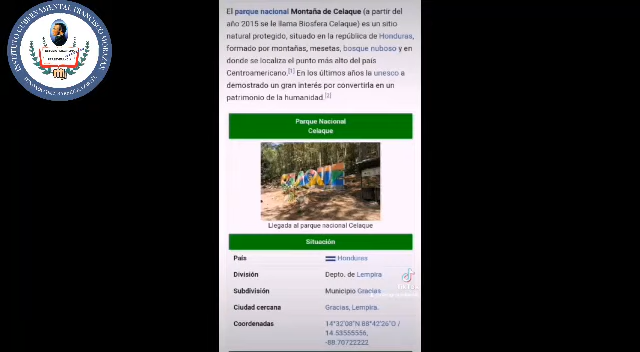 INSTITUTO GUBERNAMENTAL FRANCISCO MORAZAN
El parque nacional Montaña de Celaque (a partir del
año 2015 se le llama Biosfera Celaque) es un sitio
natural protegido, situado en la república de Honduras,
formado por montañas, mesetas, bosque nuboso y en
donde se localiza el punto más alto del país
Centroamericano.[1] En los últimos años la unesco a
demostrado un gran interés por convertirla en un
patrimonio de la humanidad.[2]
Parque Nacional
Celaque
Llegada al parque nacional Celaque
Situación
País Honduras
División Depto. de Lempira
Subdivisión Municipio Gracias
Ciudad cercana Gracias, Lempira.
Coordenadas 14°32′08″N 88°42′26″O /
14.53555556,
-88.70722222